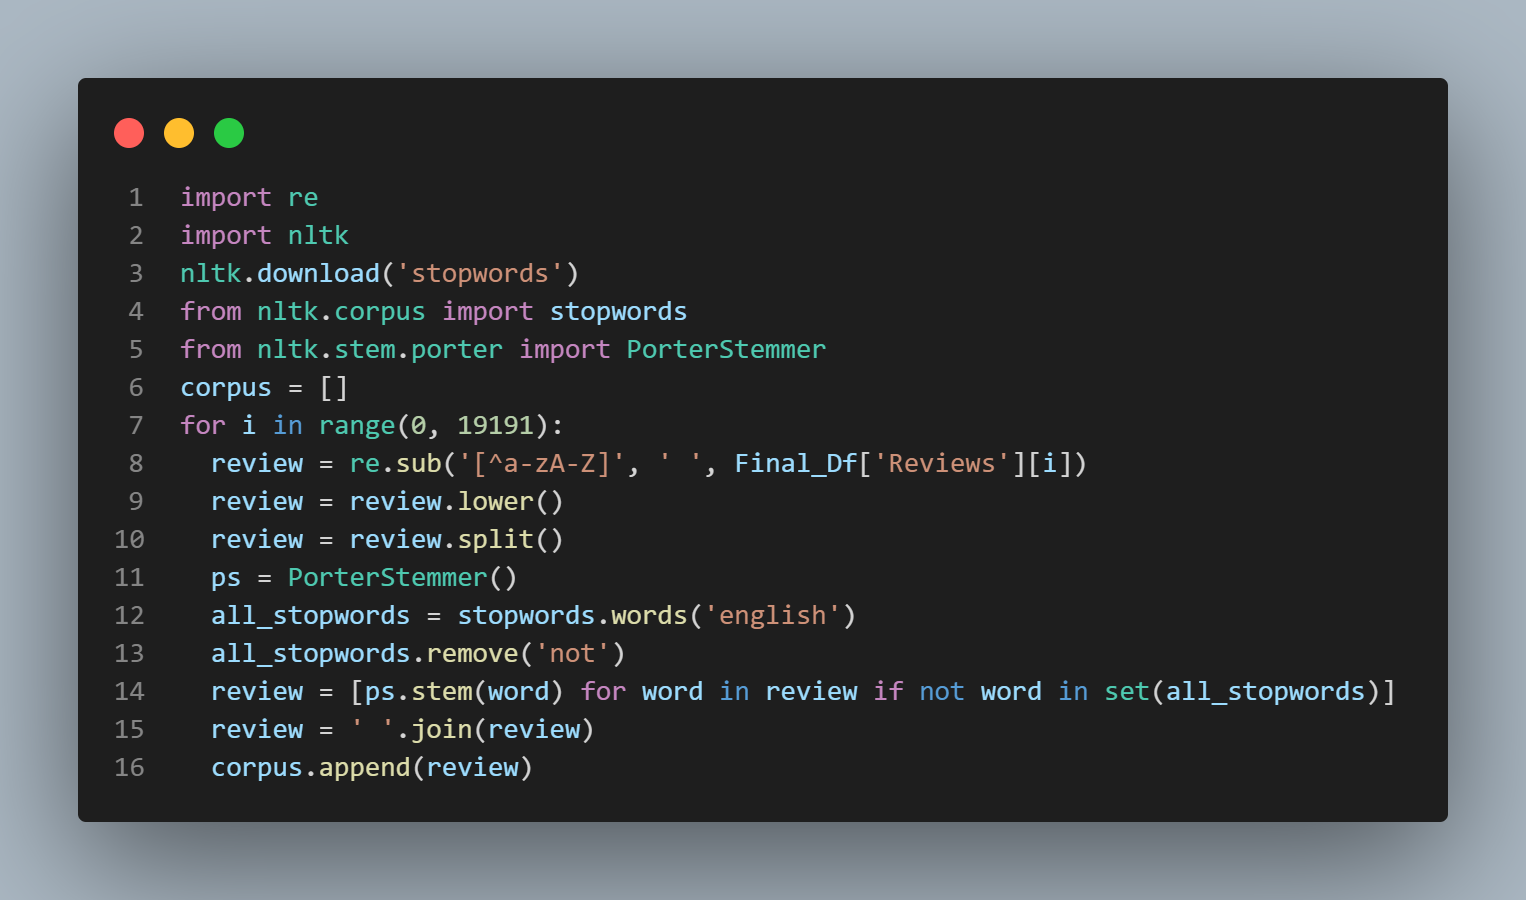 1 import re
2 import nltk
3 nltk.download('stopwords')
4 from nltk.corpus import stopwords
5 from nltk.stem.porter import PorterStemmer
6 corpus = []
7 for i in range(0, 19191):
8   review = re.sub('[^a-zA-Z]', ' ', Final_Df['Reviews'][i])
9   review = review.lower()
10   review = review.split()
11   ps = PorterStemmer()
12   all_stopwords = stopwords.words('english')
13   all_stopwords.remove('not')
14   review = [ps.stem(word) for word in review if not word in set(all_stopwords)]
15   review = ' '.join(review)
16   corpus.append(review)